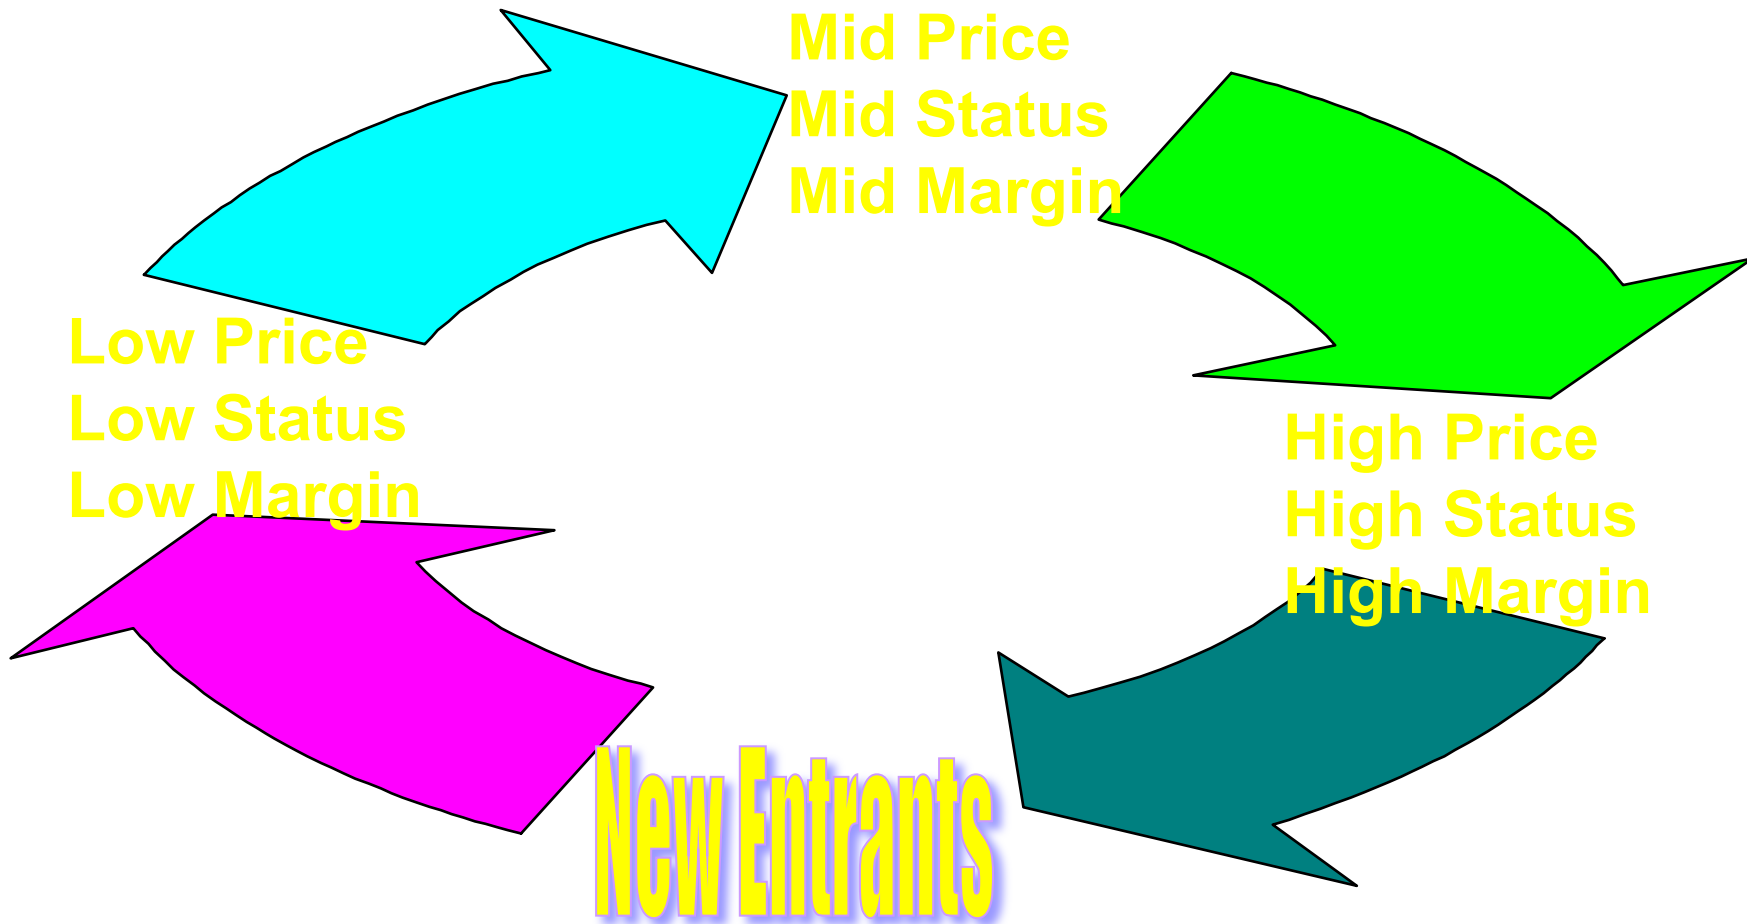 Mid Price
Mid Status
Mid Margin
Low Price
Low Status
Low Margin
High Price
High Status
High Margin
New Entrants